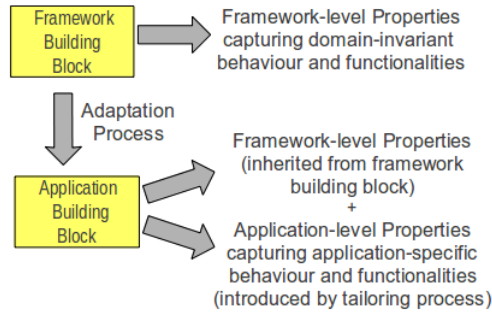 Framework
Building
Block
Framework-level Properties
capturing domain-invariant
behaviour and functionalities
Adaptation
Process
Application
Building
Block
Framework-level Properties
(inherited from framework
building block)
+
Application-level Properties
capturing application-specific
behaviour and functionalities
(introduced by tailoring process)